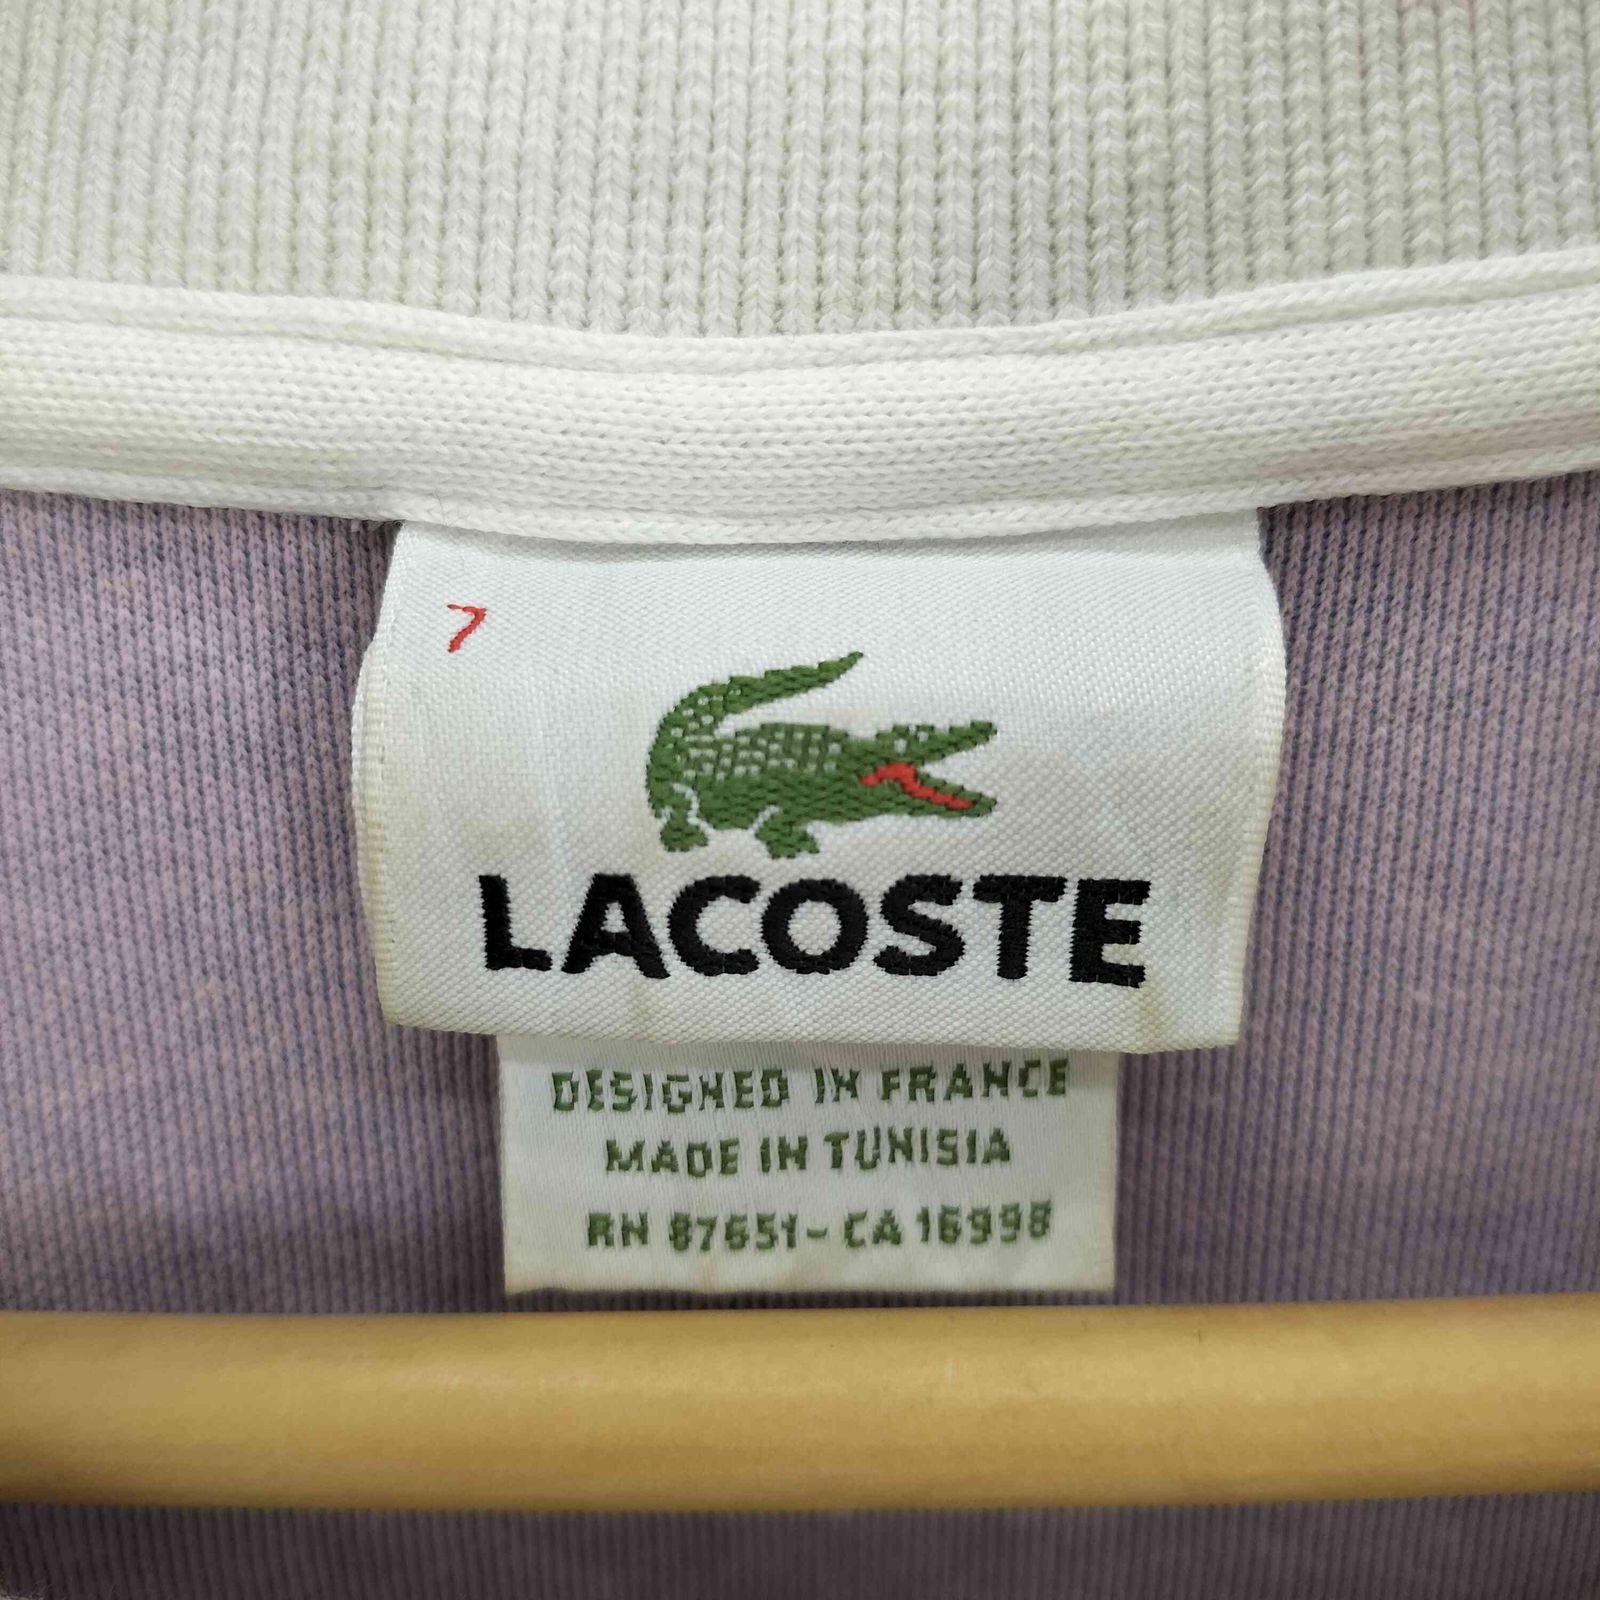 7
LACOSTE
DESIGNED IN FRANCE
MADE IN TUNISIA
RN 87651-CA 16998